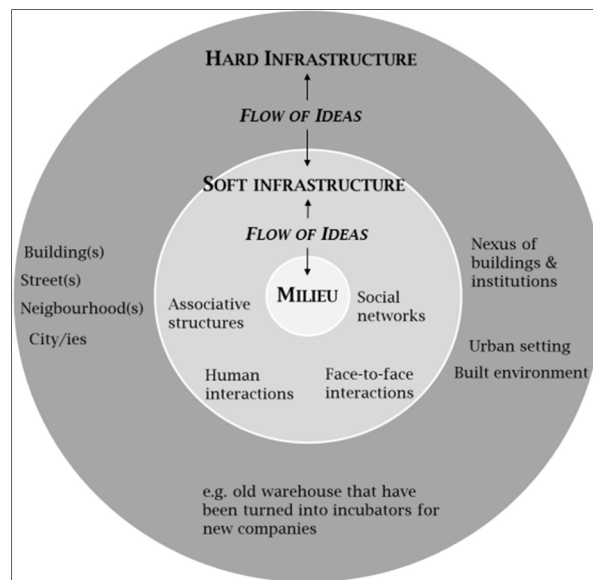 HARD INFRASTRUCTURE
FLOW OF IDEAS
SOFT INFRASTRUCTURE
FLOW OF IDEAS
MILIEU
Building(s)
Street(s)
Neigbourhood(s)
City/ies
Associative
structures
Social
networks
Human
interactions
Face-to-face
interactions
Nexus of
buildings &
institutions
Urban setting
Built environment
e.g. old warehouse that have
been turned into incubators for
new companies